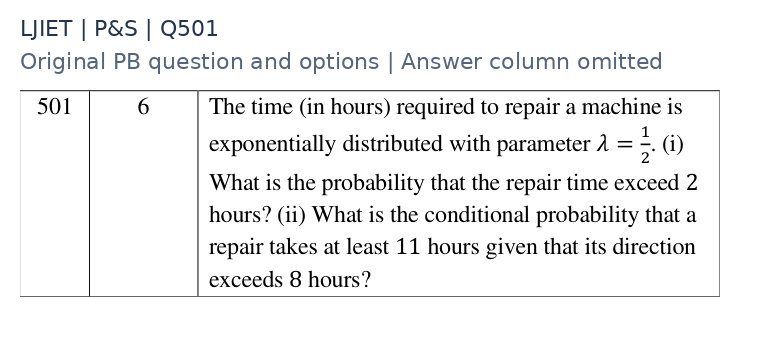 LJIET | P&S | Q501
Original PB question and options | Answer column omitted
501 6 The time (in hours) required to repair a machine is
exponentially distributed with parameter λ = 1/2. (i)
What is the probability that the repair time exceed 2
hours? (ii) What is the conditional probability that a
repair takes at least 11 hours given that its direction
exceeds 8 hours?